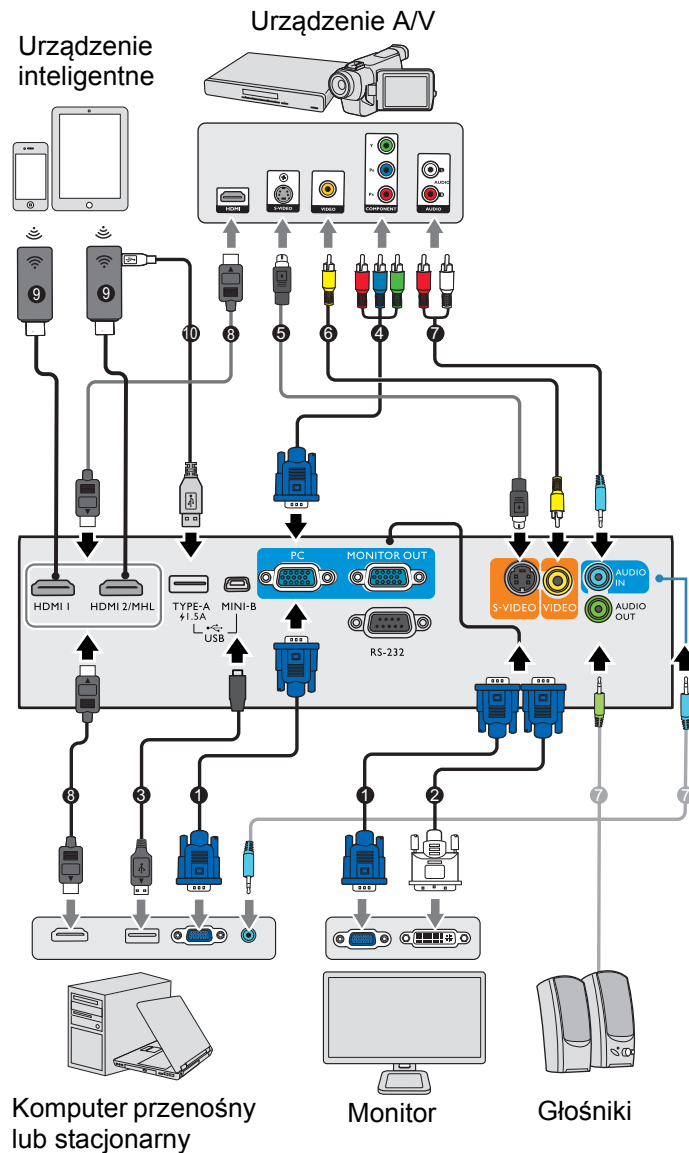 Urządzenie A/V
Urządzenie
inteligentne
Y
PB
PR
AUDIO
HDMI
S-VIDEO
VIDEO
COMPONENT
AUDIO
9
9
10
8
5
6
4
7
PC
MONITOR OUT
AUDIO
IN
HDMI 1
HDMI 2/MHL
TYPE-A
1.5A
MINI-B
USB
RS-232
S-VIDEO
VIDEO
AUDIO
OUT
8
3
1
1
2
7
7
Komputer przenośny
lub stacjonarny
Monitor
Głośniki